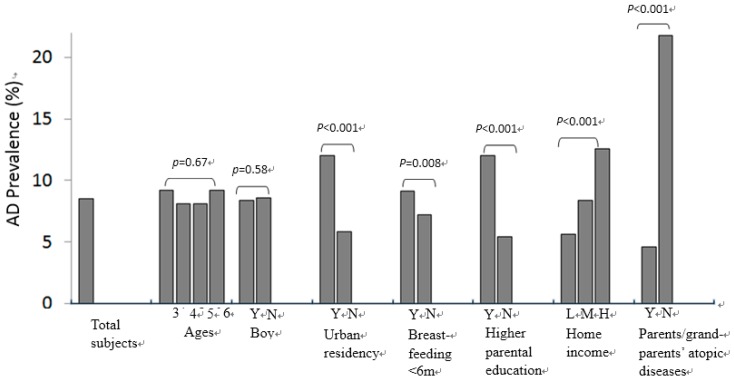 P<0.001
20
AD Prevalence (%)
15
P<0.001
P<0.001
P<0.001
p=0.67
p=0.58
P=0.008
10
5
0
3 4 5 6
Y N
Y N
Y N
Y N
L M H
Y N
Total subjects
Ages
Boy
Urban residency
Breast-feeding <6m
Higher parental education
Home income
Parents/grand-parents' atopic diseases